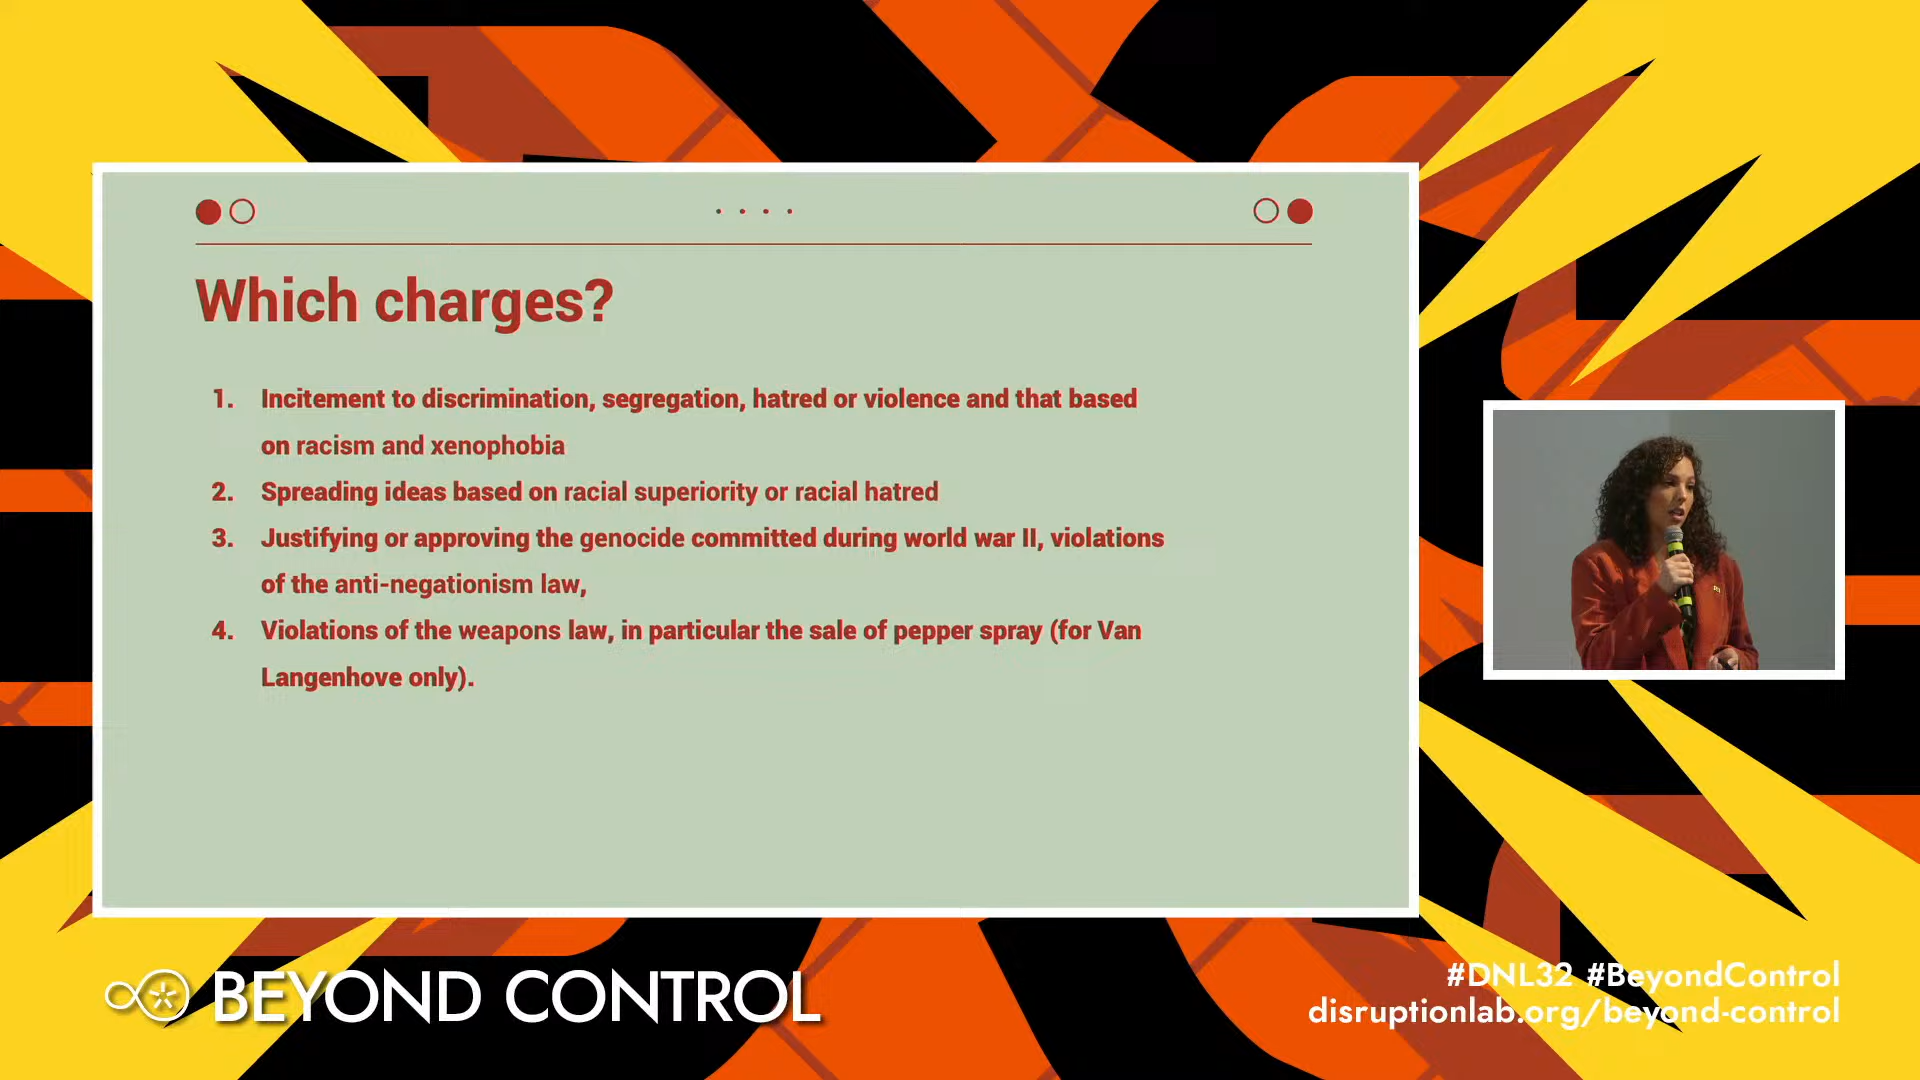 Which charges?
1. Incitement to discrimination, segregation, hatred or violence and that based
on racism and xenophobia
2. Spreading ideas based on racial superiority or racial hatred
3. Justifying or approving the genocide committed during world war II, violations
of the anti-negationism law,
4. Violations of the weapons law, in particular the sale of pepper spray (for Van
Langenhove only).
BEYOND CONTROL
#DNL32 #BeyondControl
disruptionlab.org/beyond-control